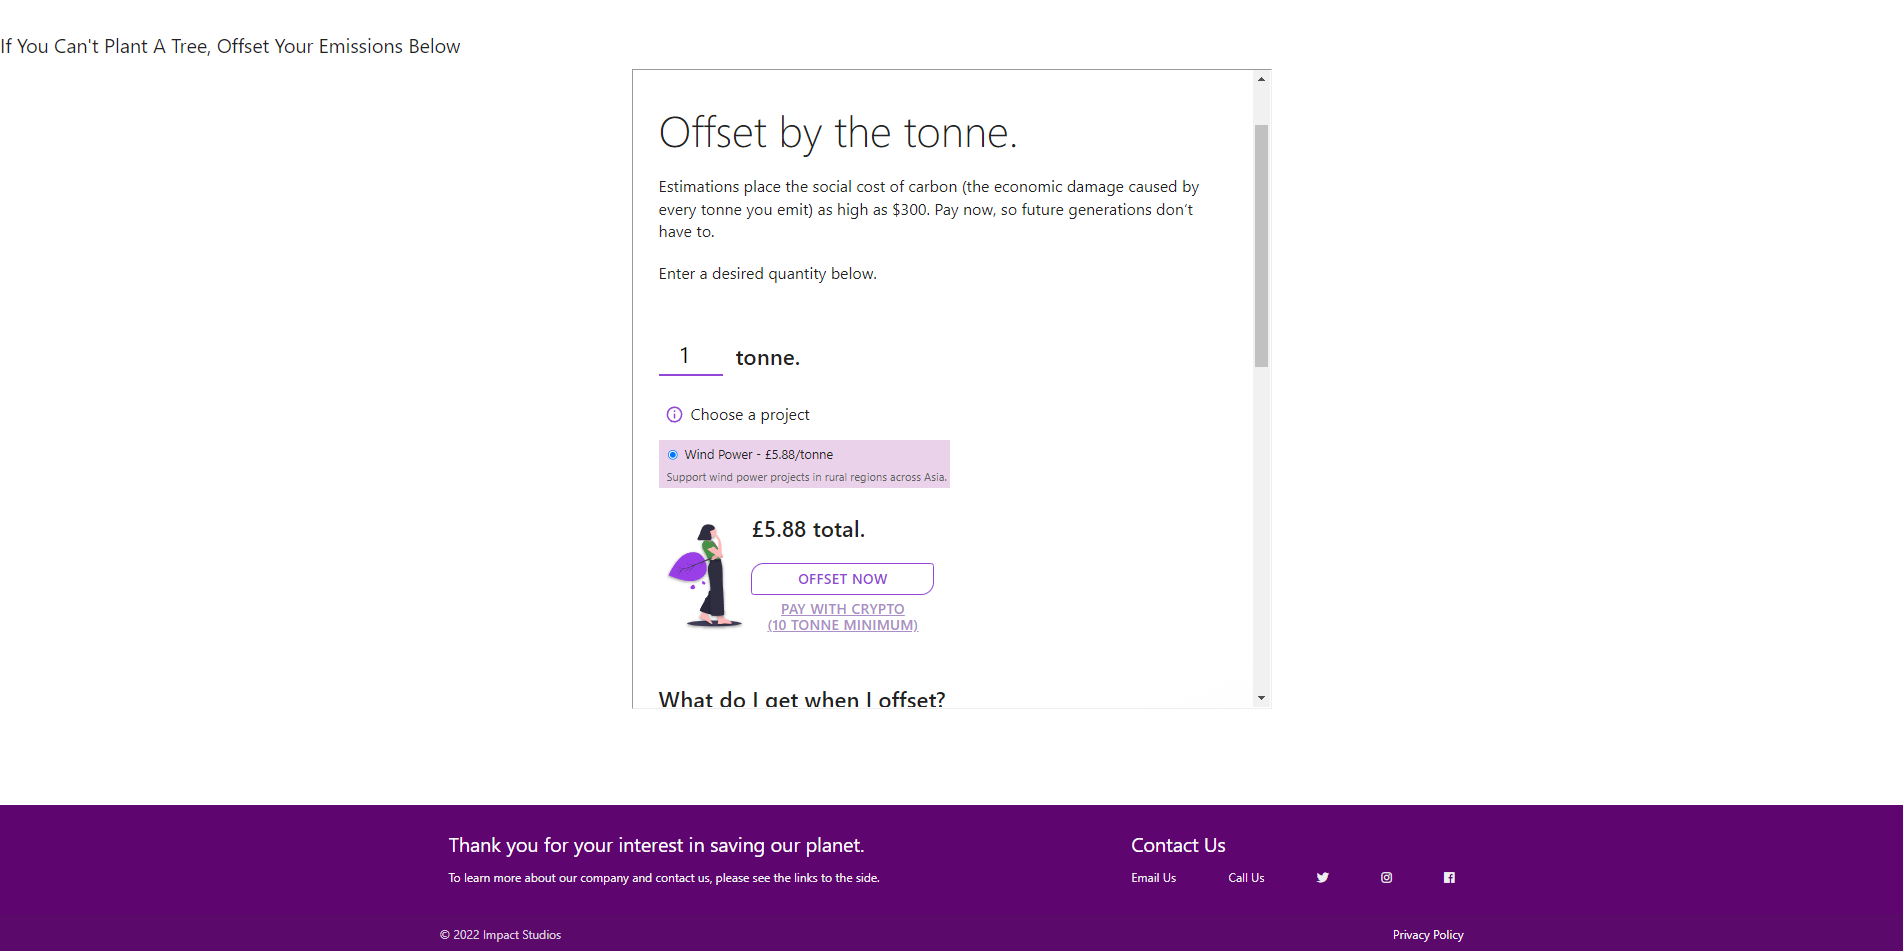 If You Can't Plant A Tree, Offset Your Emissions Below
Offset by the tonne.
Estimations place the social cost of carbon (the economic damage caused by
every tonne you emit) as high as $300. Pay now, so future generations don’t
have to.
Enter a desired quantity below.
1 tonne.
Choose a project
Wind Power - £5.88/tonne
Support wind power projects in rural regions across Asia.
£5.88 total.
OFFSET NOW
PAY WITH CRYPTO
(10 TONNE MINIMUM)
What do I get when I offset?
Thank you for your interest in saving our planet.
To learn more about our company and contact us, please see the links to the side.
Contact Us
Email Us Call Us
© 2022 Impact Studios
Privacy Policy